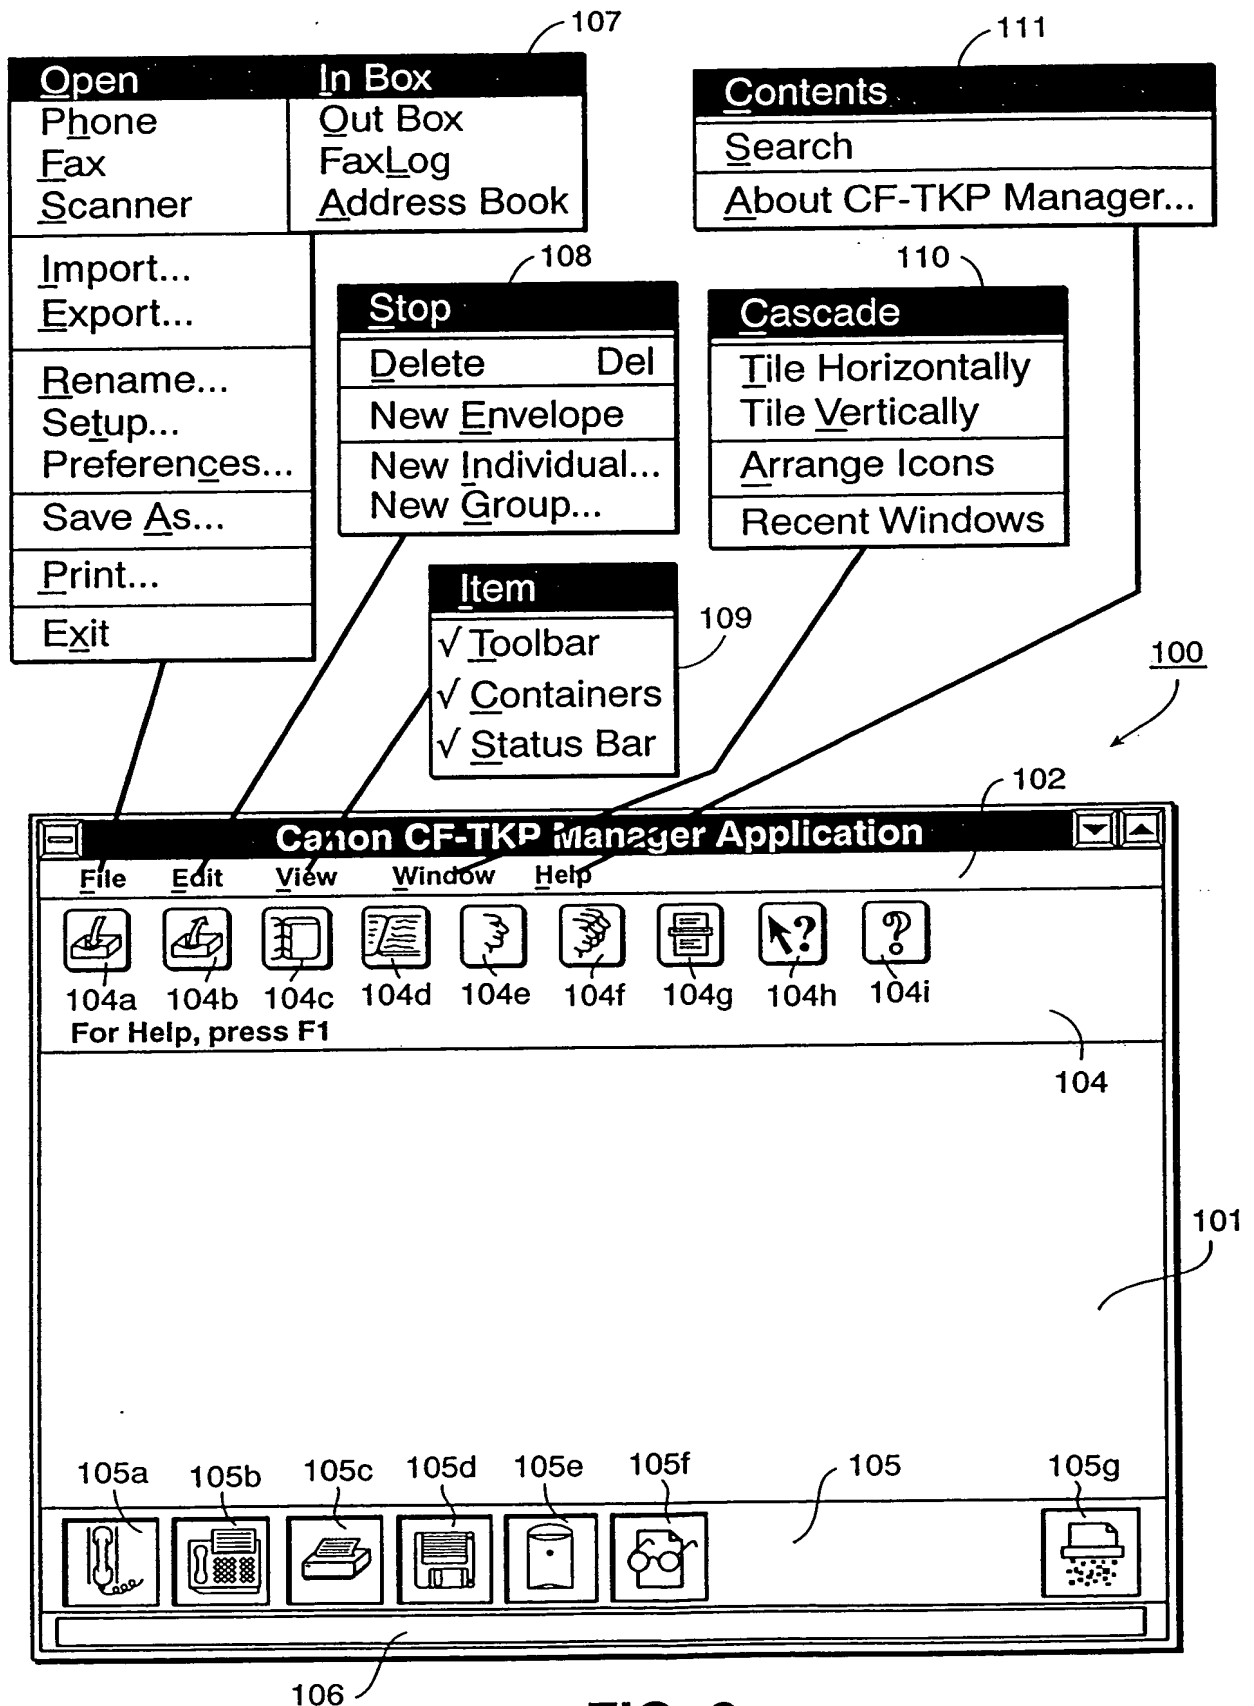 107
111
Open In Box
Phone Out Box
Fax FaxLog
Scanner Address Book
Import...
Export...
Rename...
Setup...
Preferences...
Save As...
Print...
Exit
Contents
Search
About CF-TKP Manager...
108
Stop
Delete Del
New Envelope
New Individual...
New Group...
110
Cascade
Tile Horizontally
Tile Vertically
Arrange Icons
Recent Windows
Item
√ Toolbar
√ Containers
√ Status Bar
109
100
102
Canon CF-TKP Manager Application
File Edit View Window Help
? ?
104a 104b 104c 104d 104e 104f 104g 104h 104i
For Help, press F1
104
101
105a 105b 105c 105d 105e 105f 105 105g
106